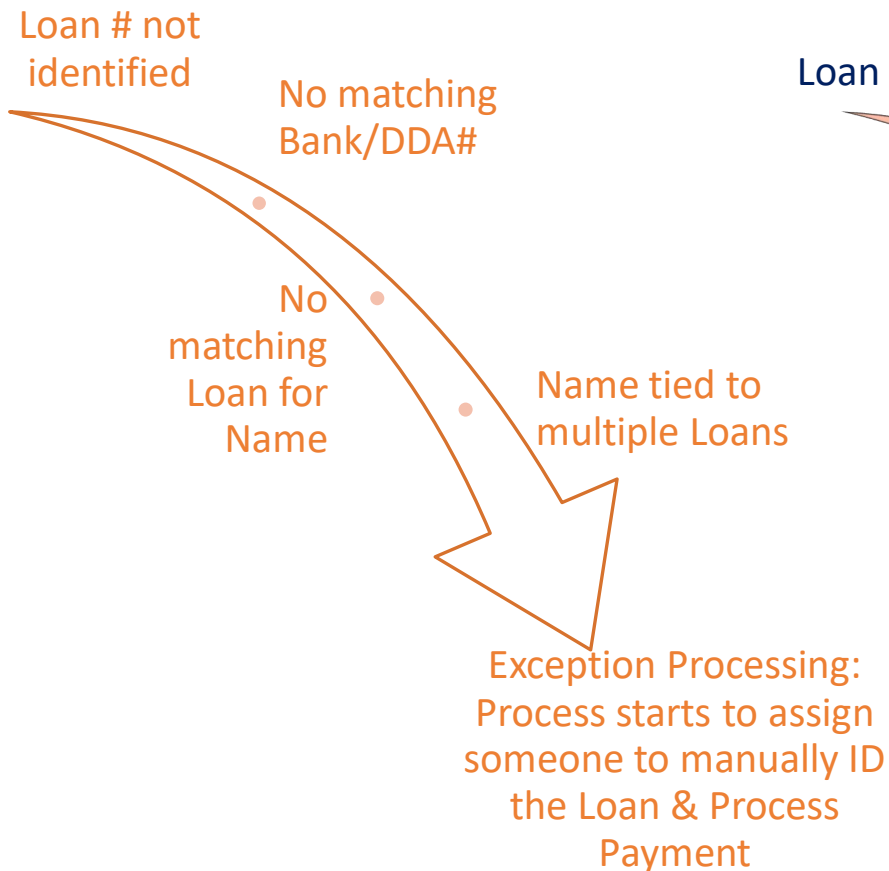 Loan # not
identified
Loan
No matching
Bank/DDA#
No
matching
Loan for
Name
Name tied to
multiple Loans
Exception Processing:
Process starts to assign
someone to manually ID
the Loan & Process
Payment